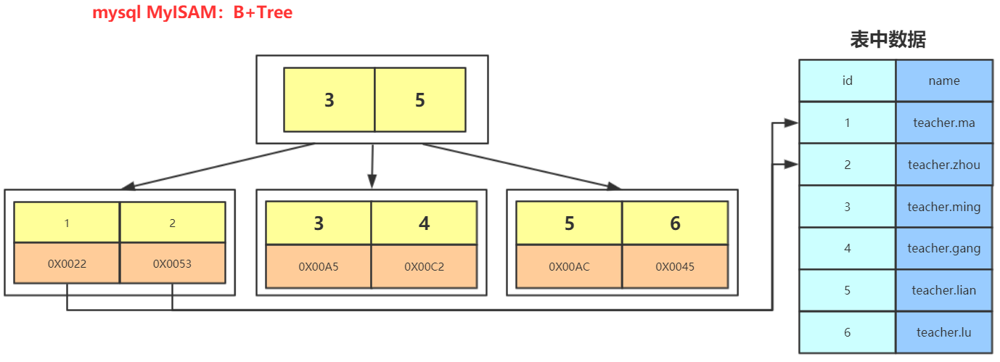 mysql MyISAM：B+Tree
表中数据
3 5
1 2
0X0022 0X0053
3 4
0X00A5 0X00C2
5 6
0X00AC 0X0045
id name
1 teacher.ma
2 teacher.zhou
3 teacher.ming
4 teacher.gang
5 teacher.lian
6 teacher.lu